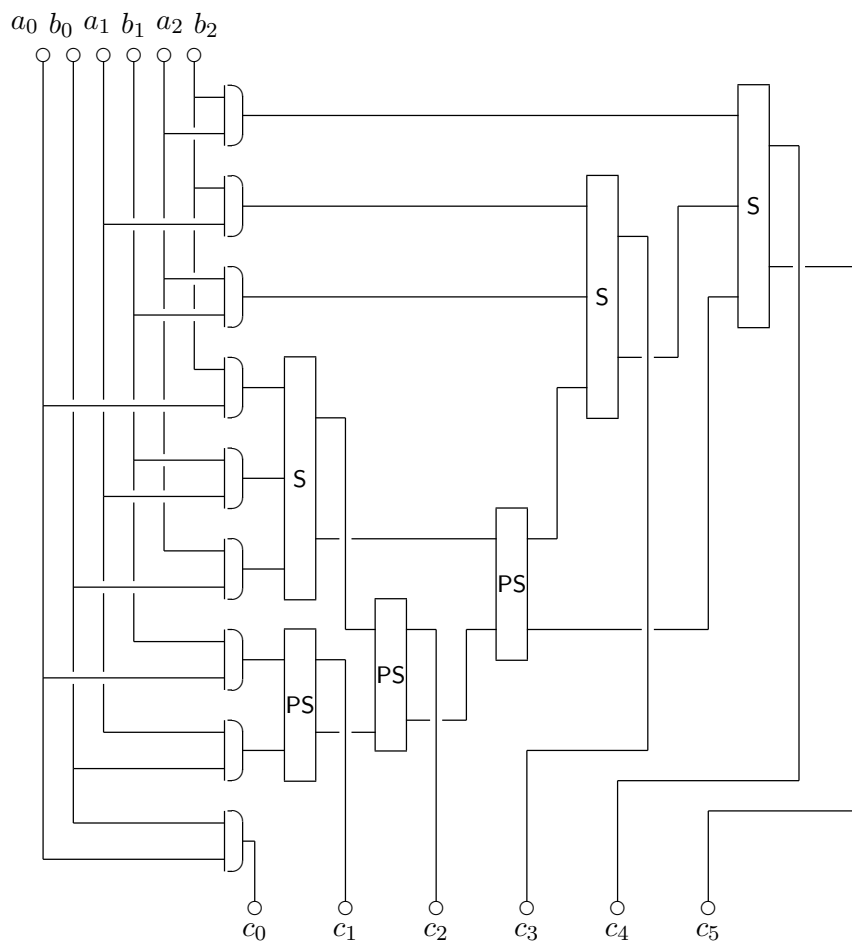 a₀ b₀ a₁ b₁ a₂ b₂
S
S
S
PS
PS
PS
c₀ c₁ c₂ c₃ c₄ c₅